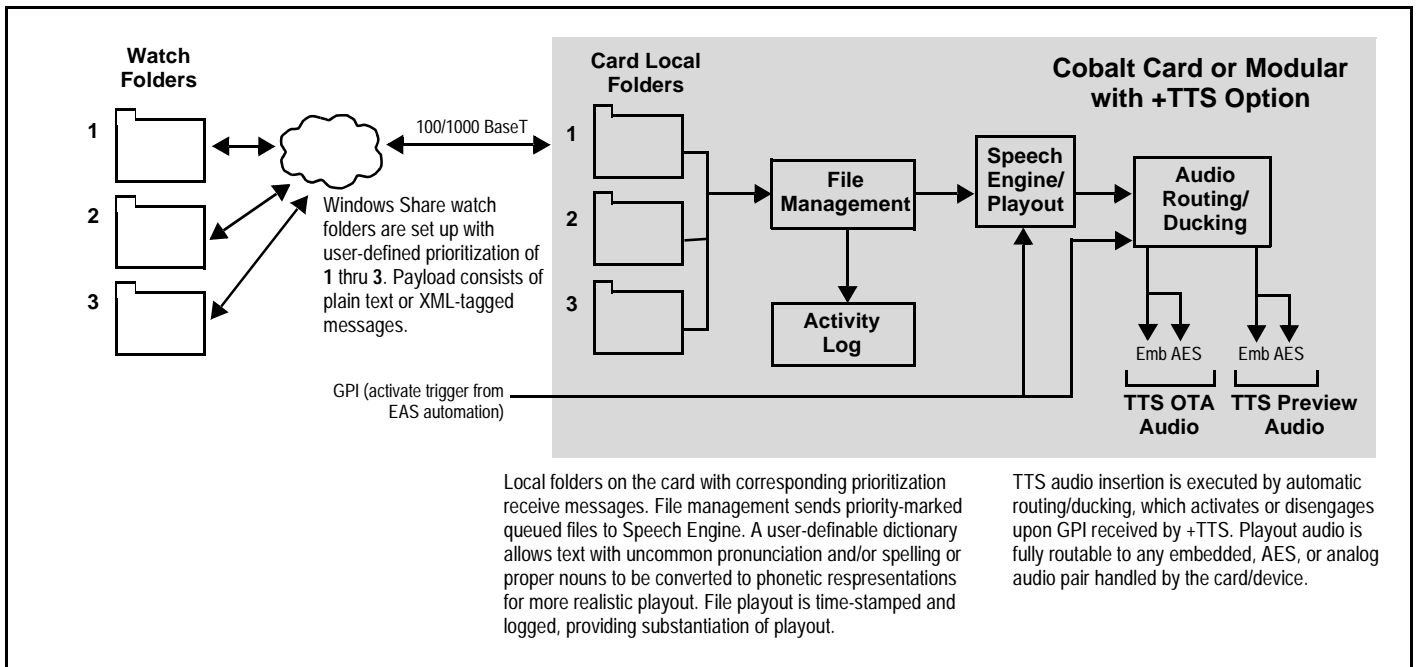 Watch
Folders
1
2
3
100/1000 BaseT
Windows Share watch
folders are set up with
user-defined prioritization of
1 thru 3. Payload consists of
plain text or XML-tagged
messages.
GPI (activate trigger from
EAS automation)
Card Local
Folders
1
2
3
Cobalt Card or Modular
with +TTS Option
File
Management
Activity
Log
Speech
Engine/
Playout
Audio
Routing/
Ducking
Emb AES
Emb AES
TTS OTA
Audio
TTS Preview
Audio
Local folders on the card with corresponding prioritization
receive messages. File management sends priority-marked
queued files to Speech Engine. A user-definable dictionary
allows text with uncommon pronunciation and/or spelling or
proper nouns to be converted to phonetic respresentations
for more realistic playout. File playout is time-stamped and
logged, providing substantiation of playout.
TTS audio insertion is executed by automatic
routing/ducking, which activates or disengages
upon GPI received by +TTS. Playout audio is
fully routable to any embedded, AES, or analog
audio pair handled by the card/device.